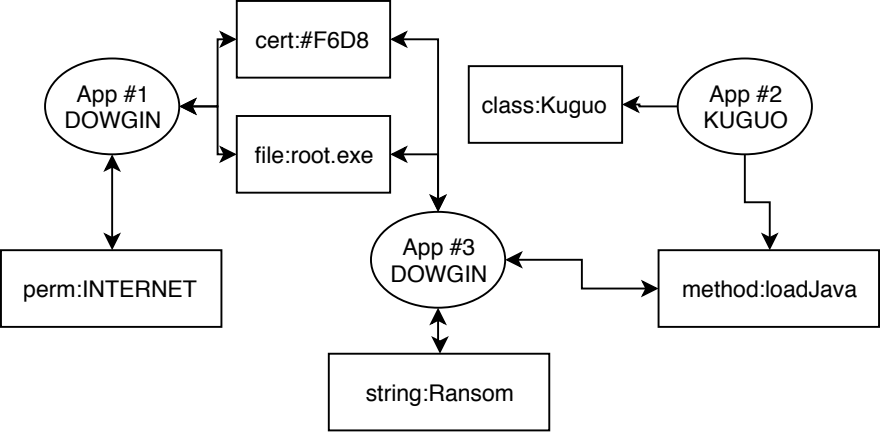 cert:#F6D8
App #1
DOWGIN
class:Kuguo
App #2
KUGUO
file:root.exe
App #3
DOWGIN
perm:INTERNET
method:loadJava
string:Ransom